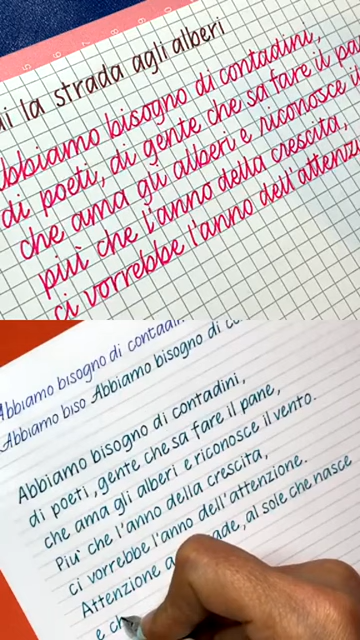 la strada agli alberi
Abbiamo bisogno di contadini,
di poeti, di gente che sa fare il
che ama gli alberi e riconosce il
più che l'anno della crescita,
ci vorrebbe l'anno dell'attenzi
Abbiamo bisogno di contadi
Abbiamo biso Abbiamo bisogno di
Abbiamo bisogno di contadini,
di poeti, gente che sa fare il pane,
che ama gli alberi e riconosce il vento.
Piu' che l'anno della crescita,
ci vorrebbe l'anno dell'attenzione.
Attenzione a ade, al sole che nasce
e ch